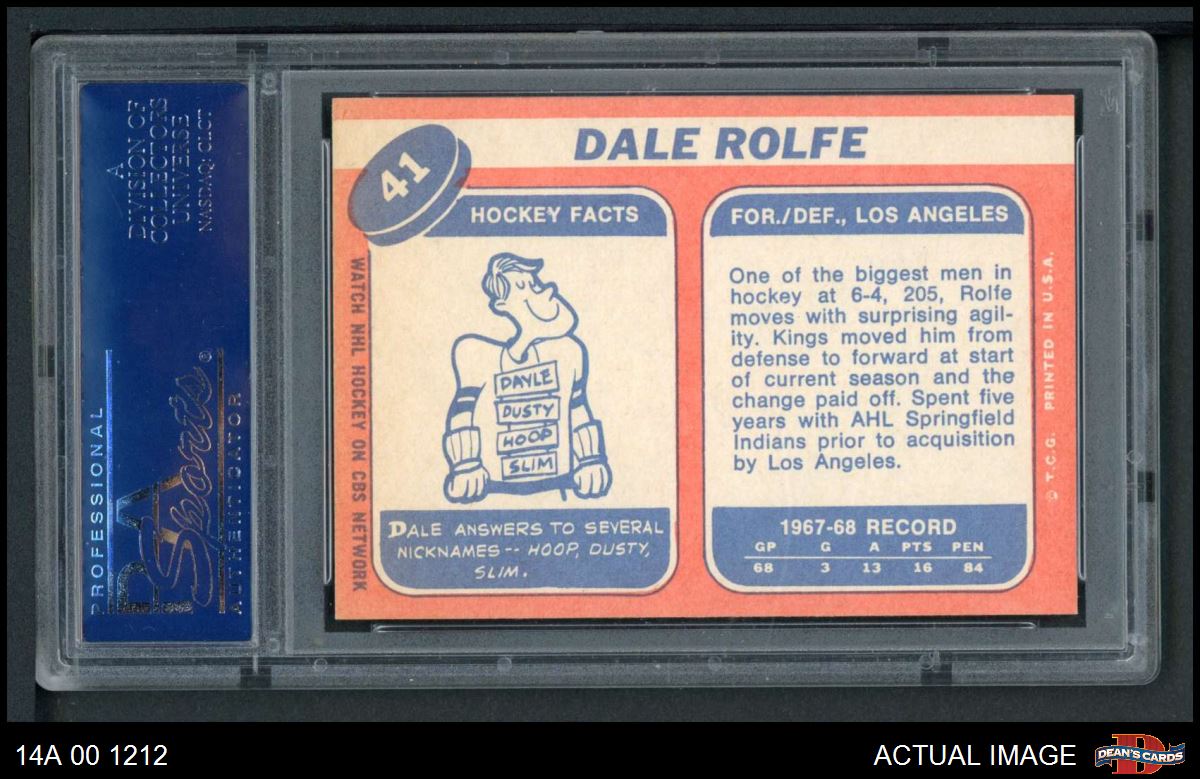 A
DIVISION OF
COLLECTORS
UNIVERSE
NASDAQ: CLCT
PROFESSIONAL
PSA
Sports ®
AUTHENTICATOR
DALE ROLFE
41
HOCKEY FACTS
DAYLE
DUSTY
HOOP
SLIM
DALE ANSWERS TO SEVERAL
NICKNAMES -- HOOP, DUSTY,
SLIM.
WATCH NHL HOCKEY ON CBS NETWORK
FOR./DEF., LOS ANGELES
One of the biggest men in
hockey at 6-4, 205, Rolfe
moves with surprising agil-
ity. Kings moved him from
defense to forward at start
of current season and the
change paid off. Spent five
years with AHL Springfield
Indians prior to acquisition
by Los Angeles.
1967-68 RECORD
GP G A PTS PEN
68 3 13 16 84
© T.C.G. PRINTED IN U.S.A.
14A 00 1212
ACTUAL IMAGE
D
DEAN'S CARDS